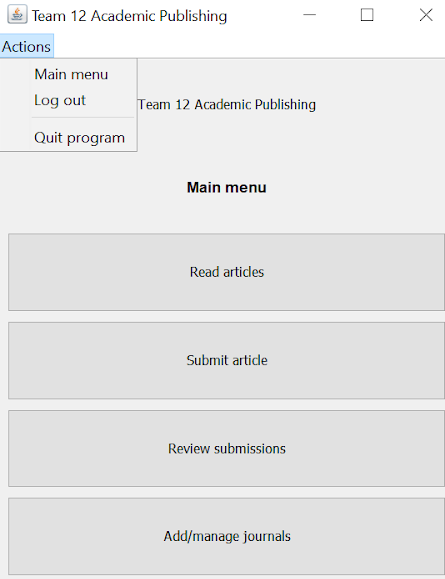 Team 12 Academic Publishing
Actions
Main menu
Log out
Quit program
Team 12 Academic Publishing
Main menu
Read articles
Submit article
Review submissions
Add/manage journals